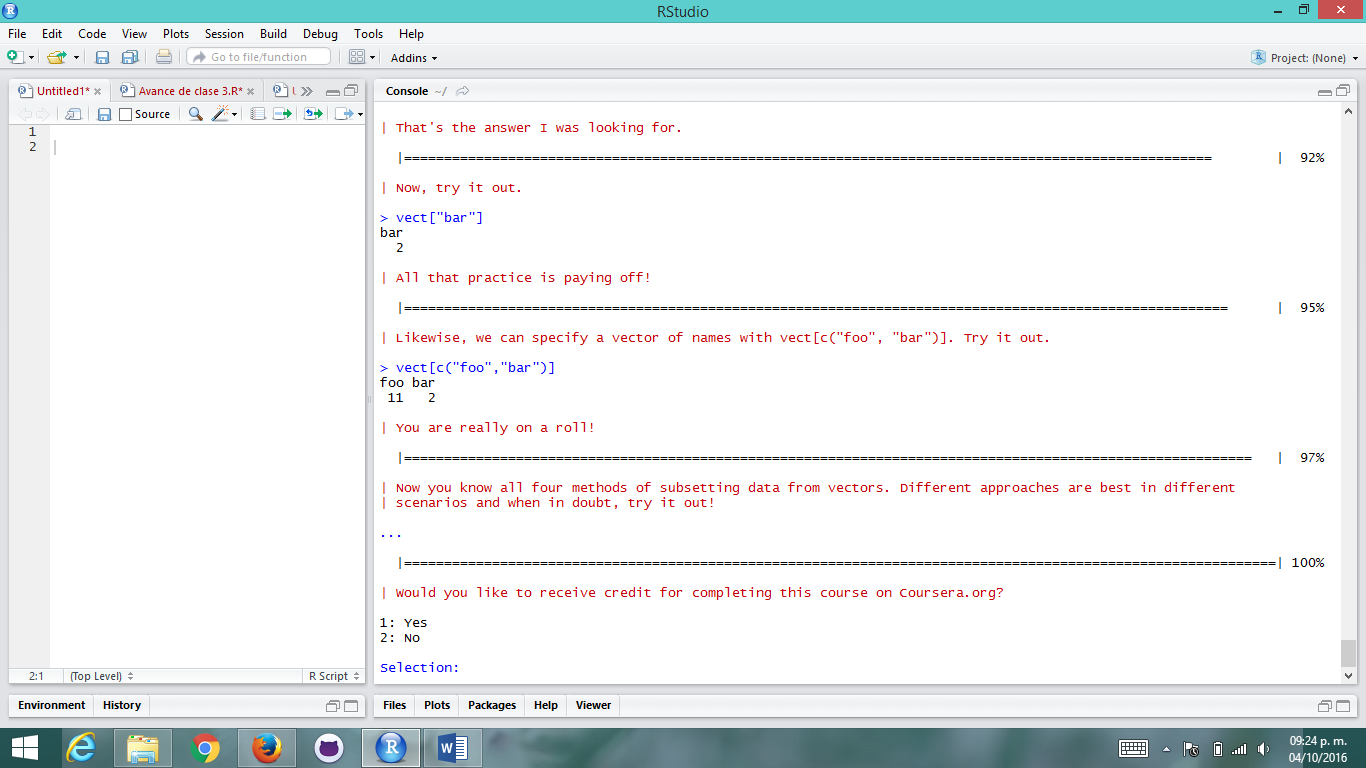 RStudio
File Edit Code View Plots Session Build Debug Tools Help
Go to file/function
Addins
Project: (None)
Untitled1*
Avance de clase 3.R*
Source
1
2
2:1
(Top Level)
R Script
Environment History
Console ~/
| That's the answer I was looking for.
|=====================================================================================================         |  92%
| Now, try it out.
> vect["bar"]
bar
2
| All that practice is paying off!
|=======================================================================================================       |  95%
| Likewise, we can specify a vector of names with vect[c("foo", "bar")]. Try it out.
> vect[c("foo","bar")]
foo bar
11   2
| You are really on a roll!
|==========================================================================================================    |  97%
| Now you know all four methods of subsetting data from vectors. Different approaches are best in different
| scenarios and when in doubt, try it out!
...
|=============================================================================================================| 100%
| Would you like to receive credit for completing this course on Coursera.org?
1: Yes
2: No
Selection:
Files Plots Packages Help Viewer
09:24 p. m.
04/10/2016